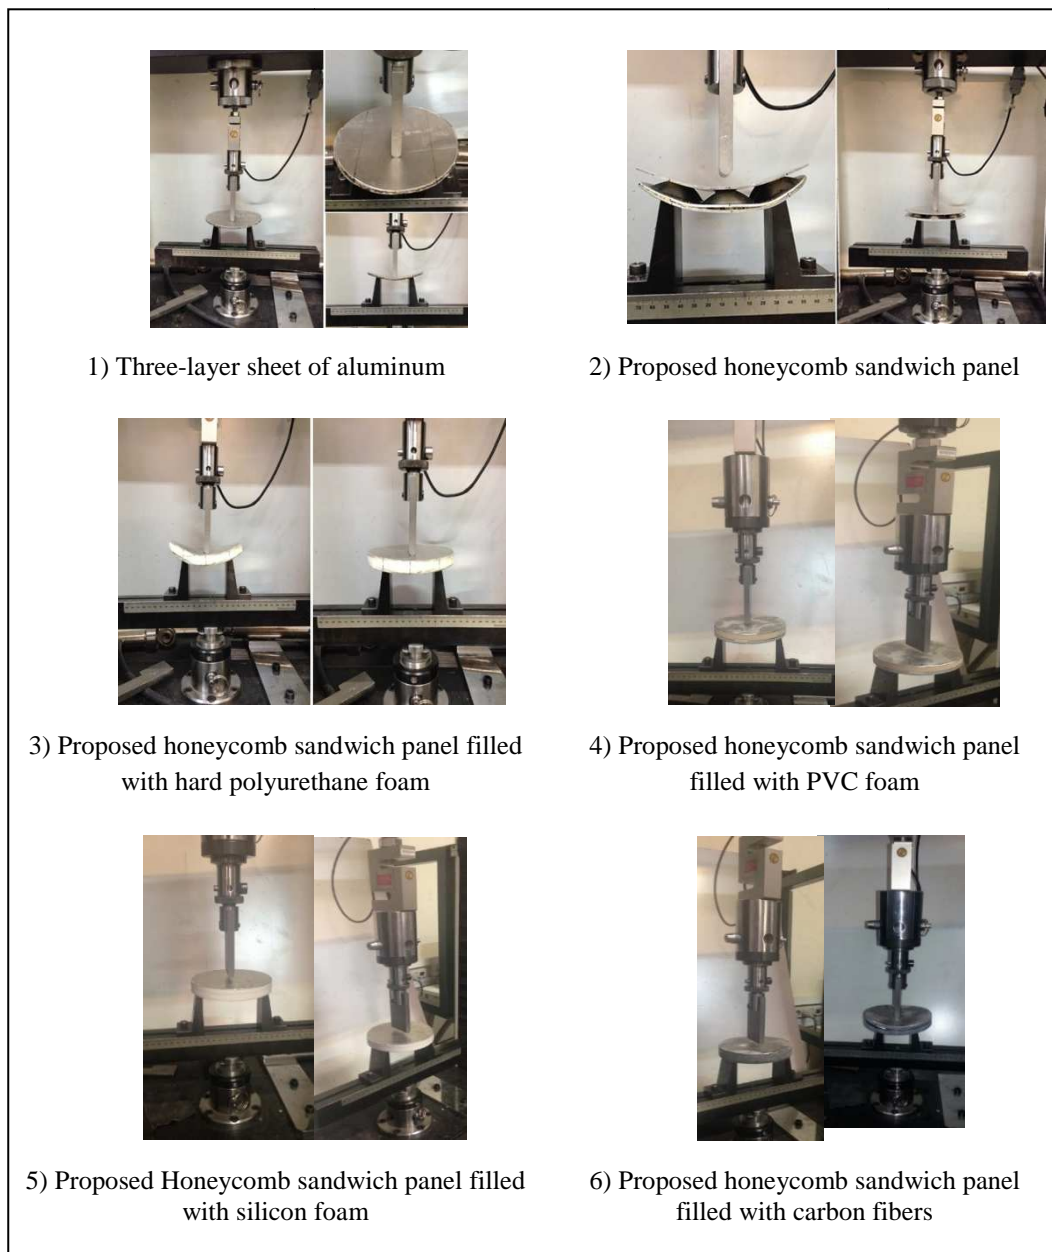 1) Three-layer sheet of aluminum
2) Proposed honeycomb sandwich panel
3) Proposed honeycomb sandwich panel filled
with hard polyurethane foam
4) Proposed honeycomb sandwich panel
filled with PVC foam
5) Proposed Honeycomb sandwich panel filled
with silicon foam
6) Proposed honeycomb sandwich panel
filled with carbon fibers